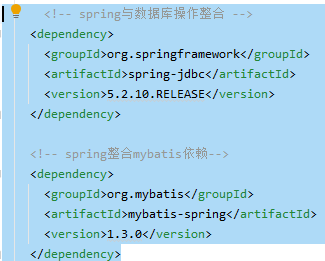 <!-- spring与数据库操作整合 -->
<dependency>
<groupId>org.springframework</groupId>
<artifactId>spring-jdbc</artifactId>
<version>5.2.10.RELEASE</version>
</dependency>
<!-- spring整合mybatis依赖-->
<dependency>
<groupId>org.mybatis</groupId>
<artifactId>mybatis-spring</artifactId>
<version>1.3.0</version>
</dependency>